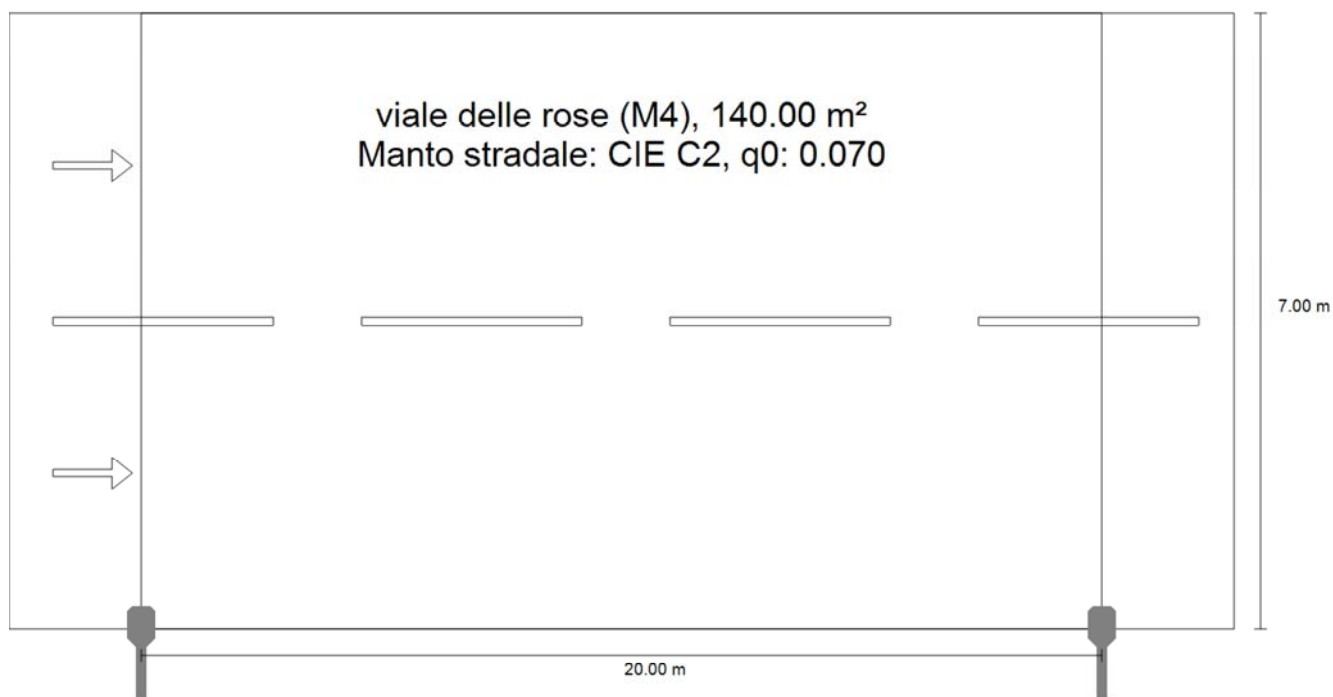 viale delle rose (M4), 140.00 m²
Manto stradale: CIE C2, q0: 0.070
7.00 m
20.00 m